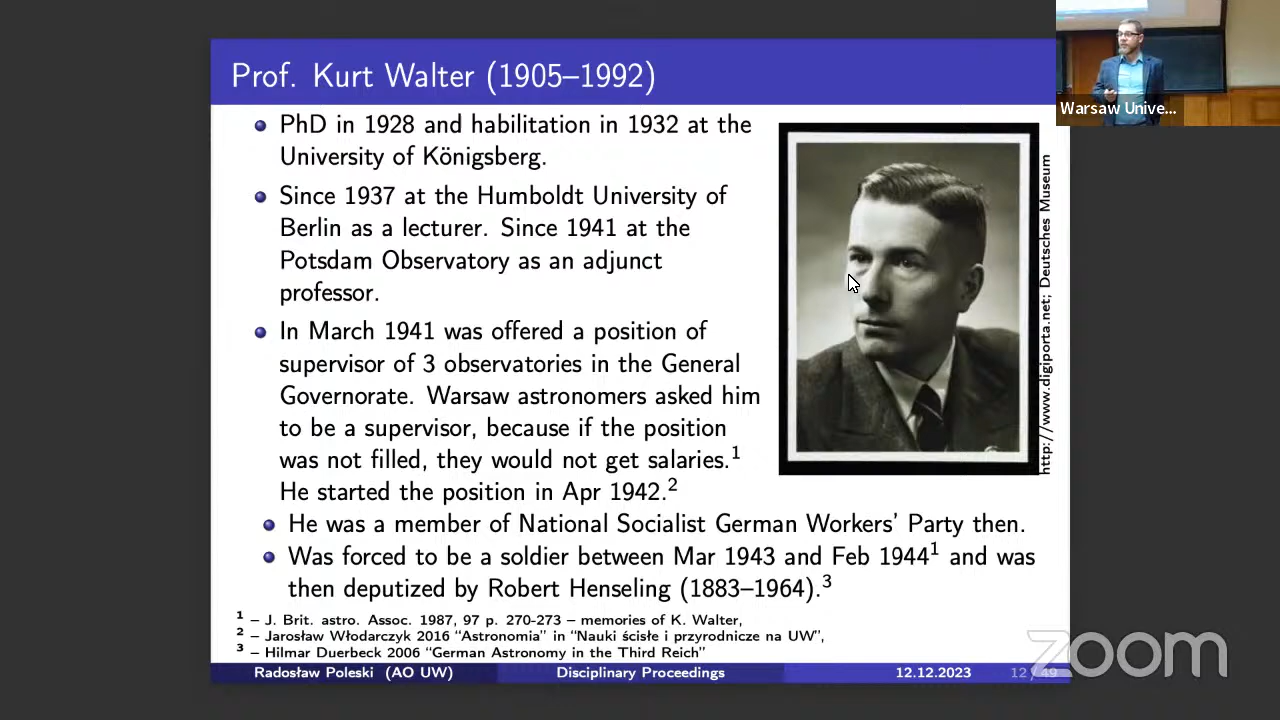 Prof. Kurt Walter (1905–1992)
PhD in 1928 and habilitation in 1932 at the
University of Königsberg.
Since 1937 at the Humboldt University of
Berlin as a lecturer. Since 1941 at the
Potsdam Observatory as an adjunct
professor.
In March 1941 was offered a position of
supervisor of 3 observatories in the General
Governorate. Warsaw astronomers asked him
to be a supervisor, because if the position
was not filled, they would not get salaries.1
He started the position in Apr 1942.2
He was a member of National Socialist German Workers' Party then.
Was forced to be a soldier between Mar 1943 and Feb 19441 and was
then deputized by Robert Henseling (1883–1964).3
http://www.digiporta.net; Deutsches Museum
1 – J. Brit. astro. Assoc. 1987, 97 p. 270-273 – memories of K. Walter,
2 – Jarosław Włodarczyk 2016 "Astronomia" in "Nauki ścisłe i przyrodnicze na UW",
3 – Hilmar Duerbeck 2006 "German Astronomy in the Third Reich"
Radosław Poleski (AO UW) Disciplinary Proceedings 12.12.2023 12 / 49
Warsaw Unive...
zoom